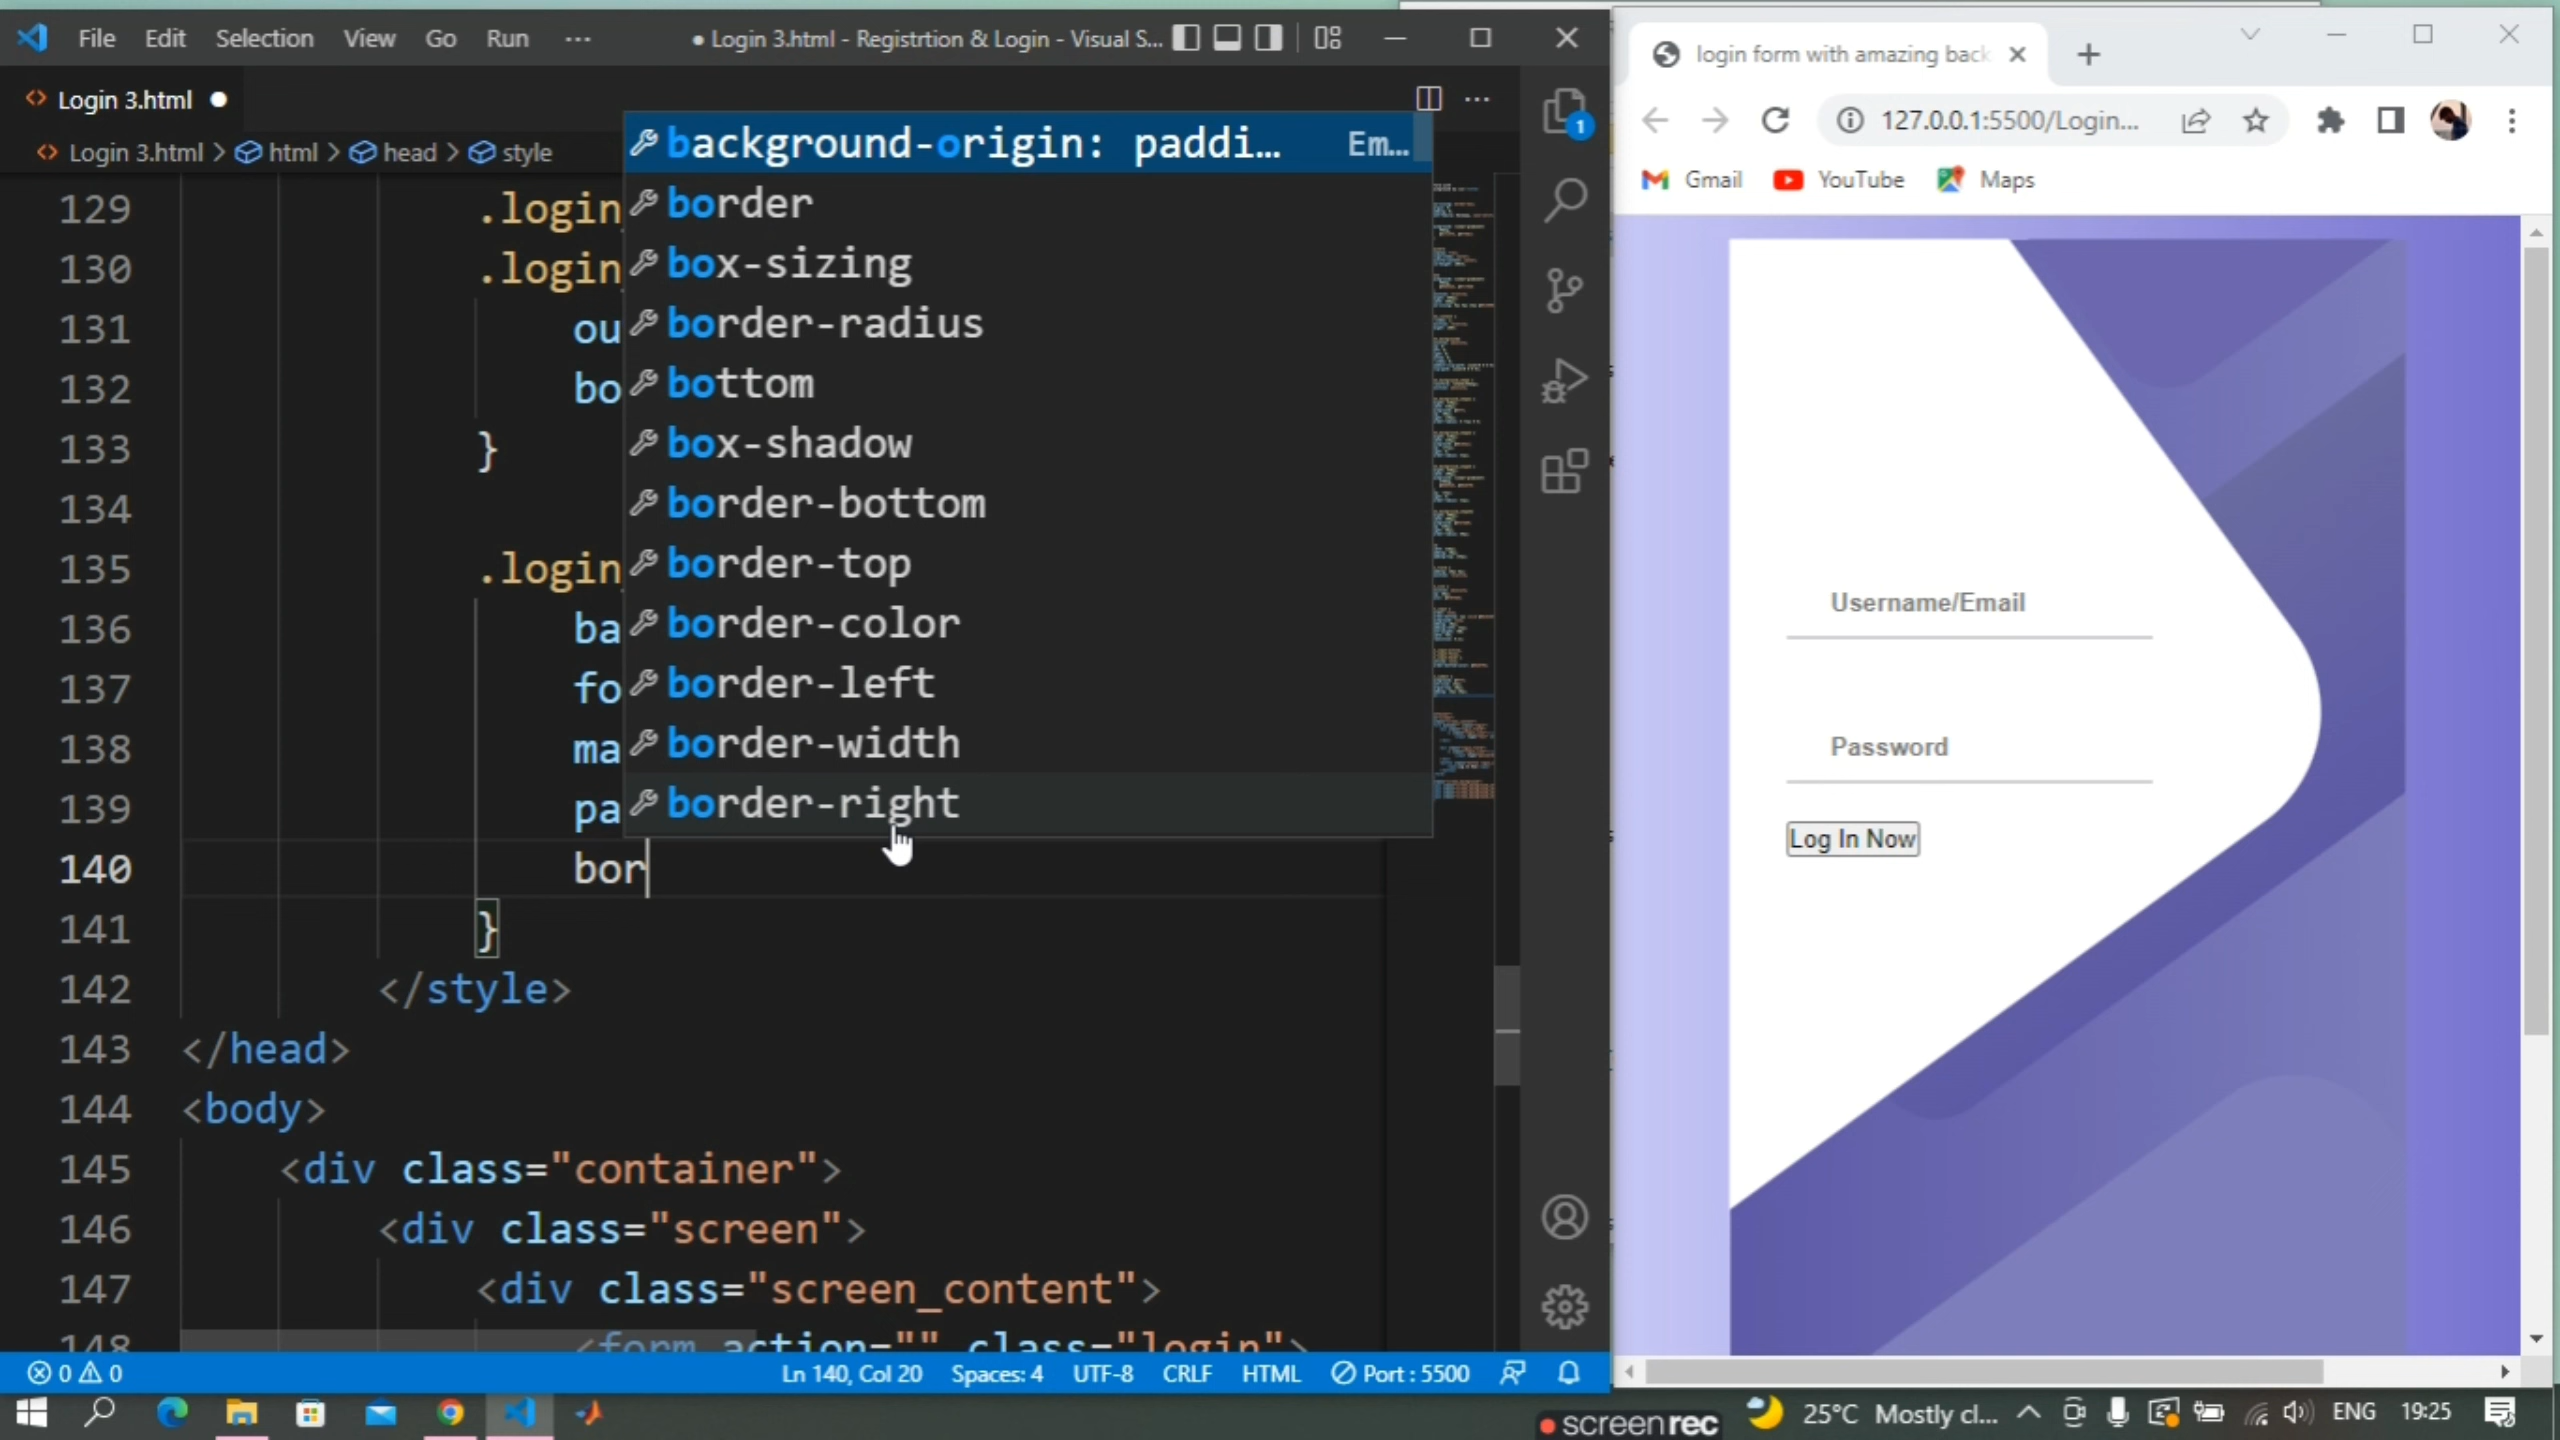 File Edit Selection View Go Run ··· ● Login 3.html - Registrtion & Login - Visual S...
Login 3.html ●
Login 3.html > html > head > style
129 .login
130 .login
131 ou
132 bo
133 }
134
135 .login
136 ba
137 fo
138 ma
139 pa
140 bor
141 }
142 </style>
143 </head>
144 <body>
145 <div class="container">
146 <div class="screen">
147 <div class="screen_content">
148 <form action="" class="login">
background-origin: paddi... Em...
border
box-sizing
border-radius
bottom
box-shadow
border-bottom
border-top
border-color
border-left
border-width
border-right
1
0 0
Ln 140, Col 20 Spaces: 4 UTF-8 CRLF HTML Port : 5500
login form with amazing back
127.0.0.1:5500/Login...
Gmail YouTube Maps
Username/Email
Password
Log In Now
screenrec
25°C Mostly cl... ENG 19:25